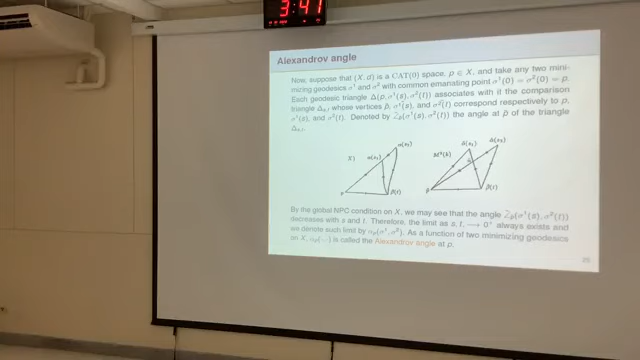 3:41
Alexandrov angle
Now, suppose that (X, d) is a CAT(0) space, p ∈ X, and take any two mini-
mizing geodesics σ¹ and σ² with common emanating point σ¹(0) = σ²(0) = p.
Each geodesic triangle Δ(p, σ¹(s), σ²(t)) associates with it the comparison
triangle Δ̄ₛ,ₜ whose vertices p̄, σ̄¹(s), and σ̄²(t) correspond respectively to p,
σ¹(s), and σ²(t). Denoted by ∠̄ₚ(σ¹(s), σ²(t)) the angle at p̄ of the triangle
Δ̄ₛ,ₜ.
β(t)
By the global NPC condition on X, we may see that the angle ∠̄ₚ(σ¹(s), σ²(t))
decreases with s and t. Therefore, the limit as s, t ⟶ 0⁺ always exists and
we denote such limit by αₚ(σ¹, σ²). As a function of two minimizing geodesics
on X, αₚ(·, ·) is called the Alexandrov angle at p.